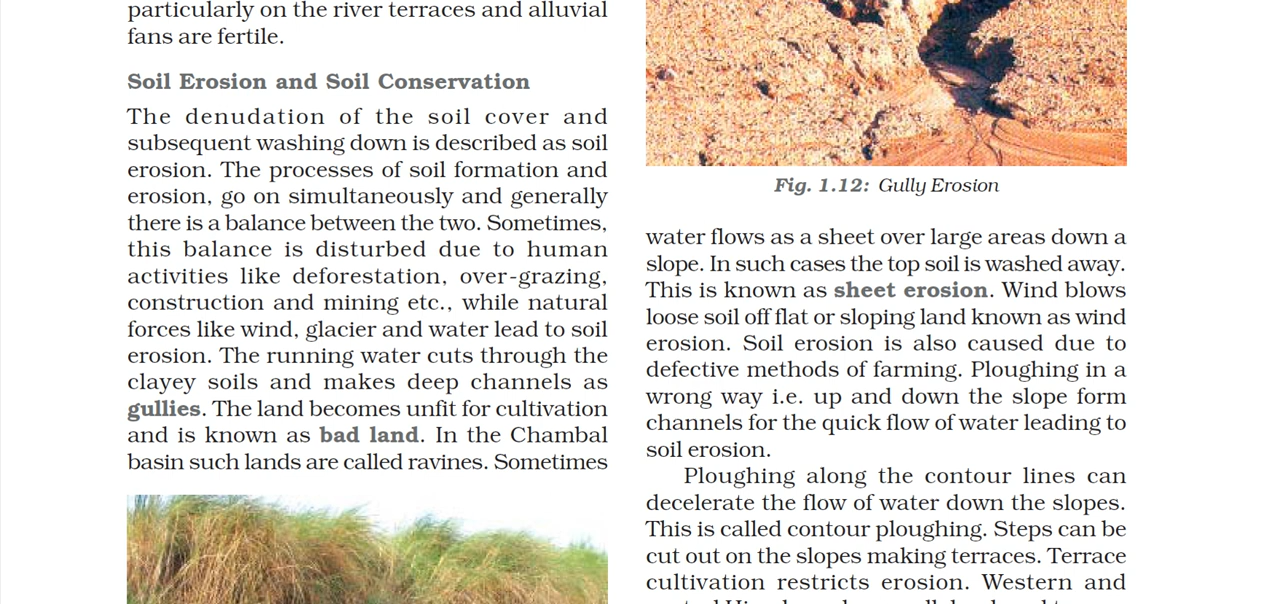 particularly on the river terraces and alluvial
fans are fertile.
Soil Erosion and Soil Conservation
The denudation of the soil cover and
subsequent washing down is described as soil
erosion. The processes of soil formation and
erosion, go on simultaneously and generally
there is a balance between the two. Sometimes,
this balance is disturbed due to human
activities like deforestation, over-grazing,
construction and mining etc., while natural
forces like wind, glacier and water lead to soil
erosion. The running water cuts through the
clayey soils and makes deep channels as
gullies. The land becomes unfit for cultivation
and is known as bad land. In the Chambal
basin such lands are called ravines. Sometimes
Fig. 1.12: Gully Erosion
water flows as a sheet over large areas down a
slope. In such cases the top soil is washed away.
This is known as sheet erosion. Wind blows
loose soil off flat or sloping land known as wind
erosion. Soil erosion is also caused due to
defective methods of farming. Ploughing in a
wrong way i.e. up and down the slope form
channels for the quick flow of water leading to
soil erosion.
Ploughing along the contour lines can
decelerate the flow of water down the slopes.
This is called contour ploughing. Steps can be
cut out on the slopes making terraces. Terrace
cultivation restricts erosion. Western and